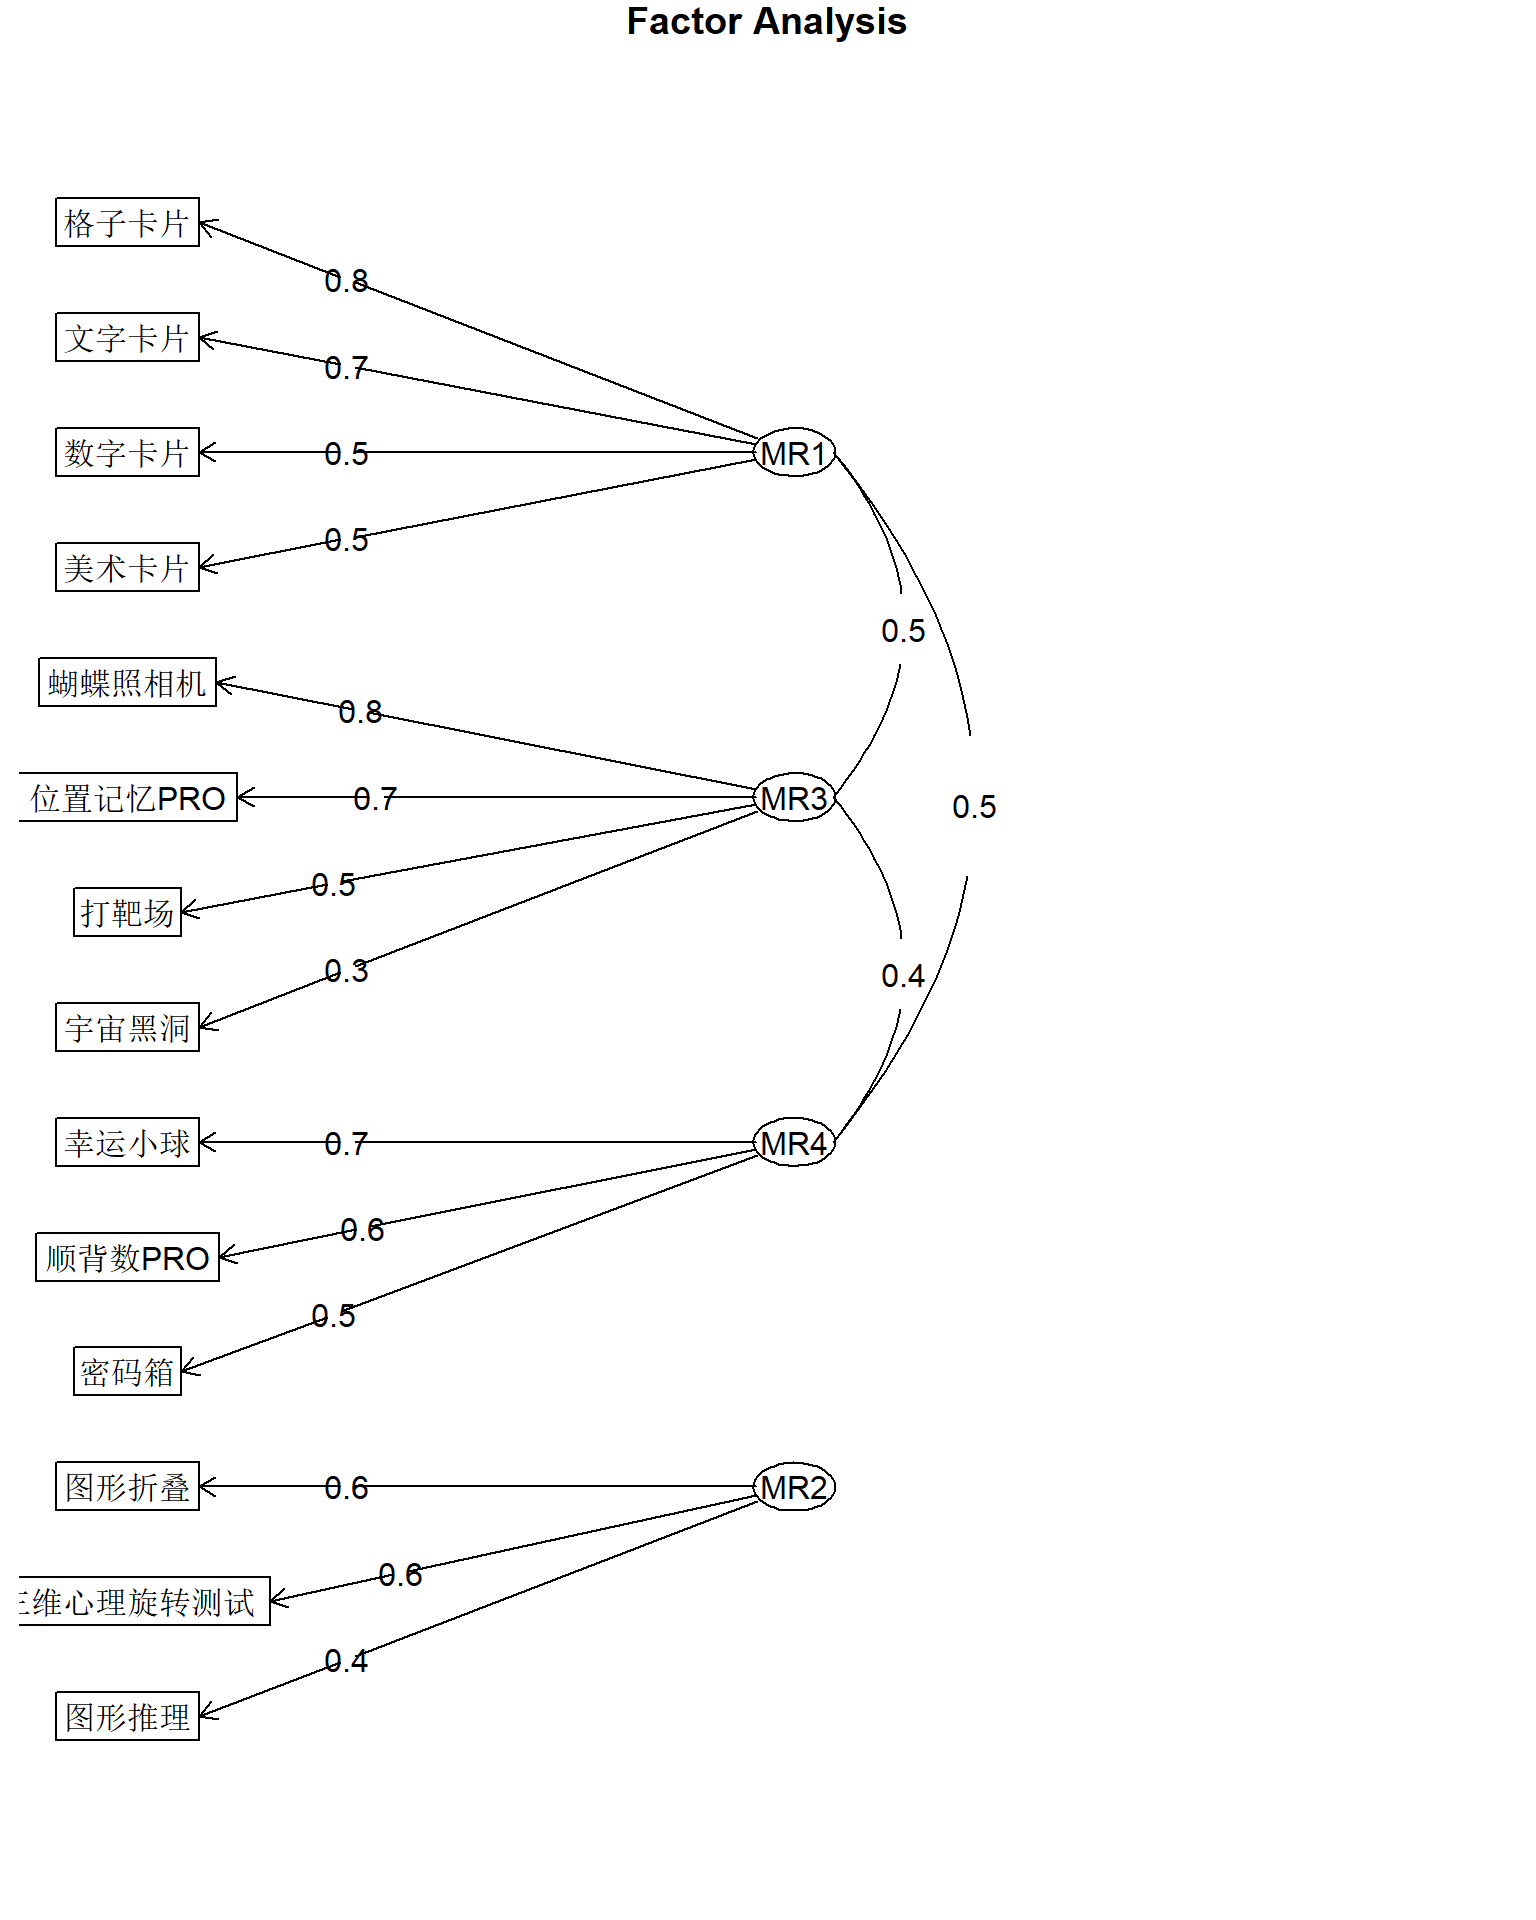 Factor Analysis
格子卡片
0.8
文字卡片
0.7
数字卡片
0.5
MR1
美术卡片
0.5
0.5
蝴蝶照相机
0.8
位置记忆PRO
0.7
MR3
0.5
打靶场
0.5
宇宙黑洞
0.3
0.4
幸运小球
0.7
MR4
顺背数PRO
0.6
密码箱
0.5
图形折叠
0.6
MR2
维心理旋转测试
0.6
图形推理
0.4